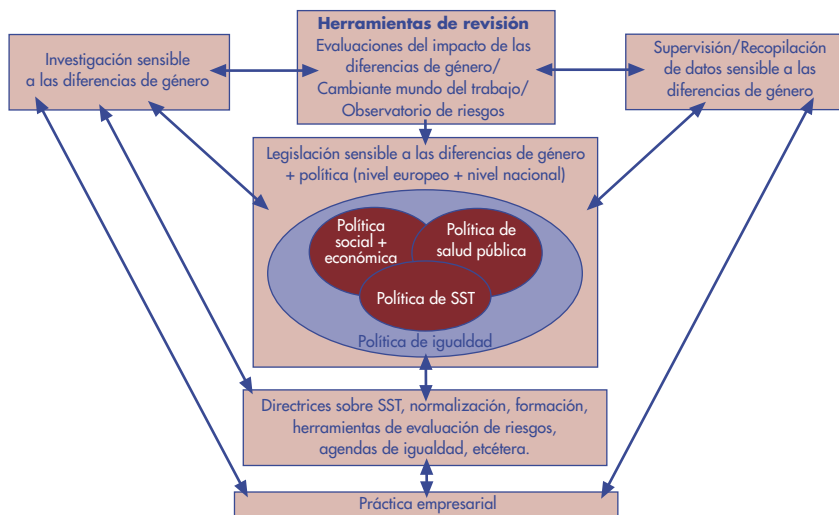 Investigación sensible
a las diferencias de género
Herramientas de revisión
Evaluaciones del impacto de las
diferencias de género/
Cambiante mundo del trabajo/
Observatorio de riesgos
Supervisión/Recopilación
de datos sensible a las
diferencias de género
Legislación sensible a las diferencias de género
+ política (nivel europeo + nivel nacional)
Política
social +
económica
Política de
salud pública
Política de SST
Política de igualdad
Directrices sobre SST, normalización, formación,
herramientas de evaluación de riesgos,
agendas de igualdad, etcétera.
Práctica empresarial